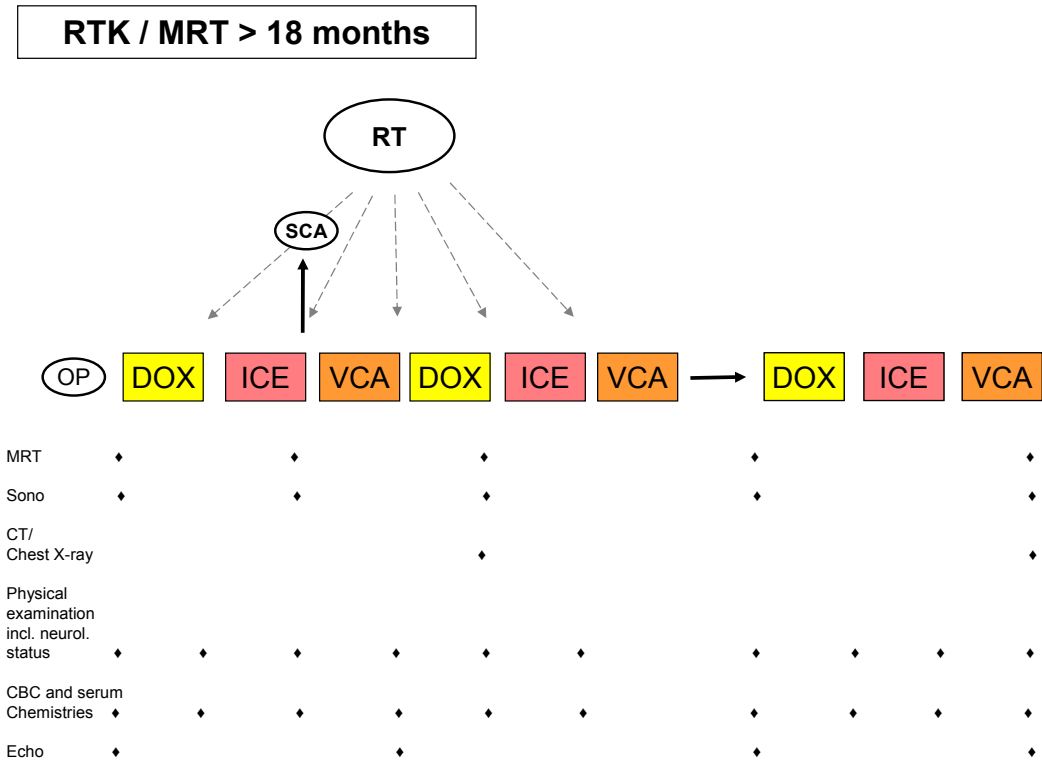 RTK / MRT > 18 months
RT
SCA
OP DOX ICE VCA DOX ICE VCA DOX ICE VCA
MRT
Sono
CT/
Chest X-ray
Physical
examination
incl. neurol.
status
CBC and serum
Chemistries
Echo